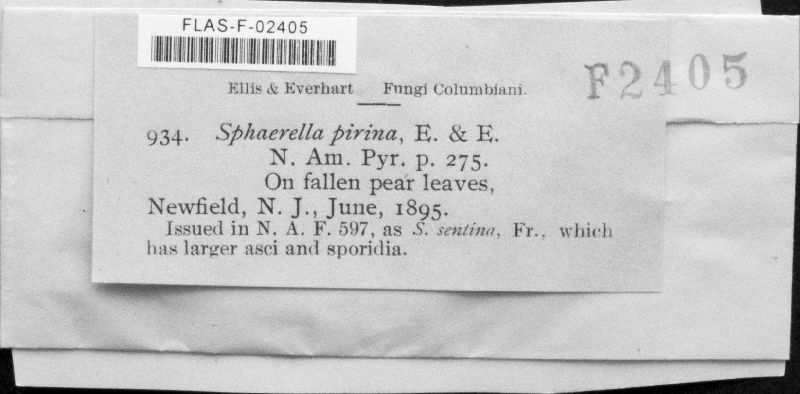 FLAS-F-02405
F2405
Ellis & Everhart Fungi Columbiani.
934. Sphaerella pirina, E. & E.
N. Am. Pyr. p. 275.
On fallen pear leaves,
Newfield, N. J., June, 1895.
Issued in N. A. F. 597, as S. sentina, Fr., which
has larger asci and sporidia.